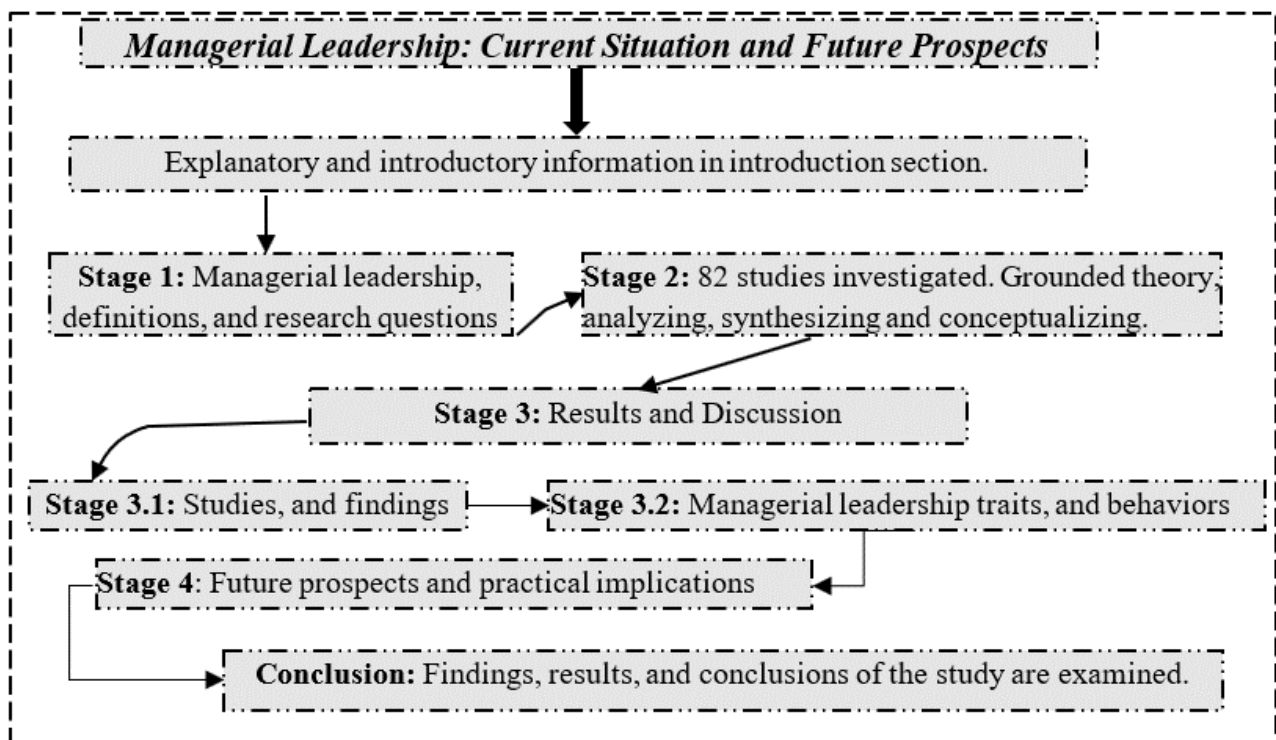 Managerial Leadership: Current Situation and Future Prospects
Explanatory and introductory information in introduction section.
Stage 1: Managerial leadership,
definitions, and research questions
Stage 2: 82 studies investigated. Grounded theory,
analyzing, synthesizing and conceptualizing.
Stage 3: Results and Discussion
Stage 3.1: Studies, and findings
Stage 3.2: Managerial leadership traits, and behaviors
Stage 4: Future prospects and practical implications
Conclusion: Findings, results, and conclusions of the study are examined.